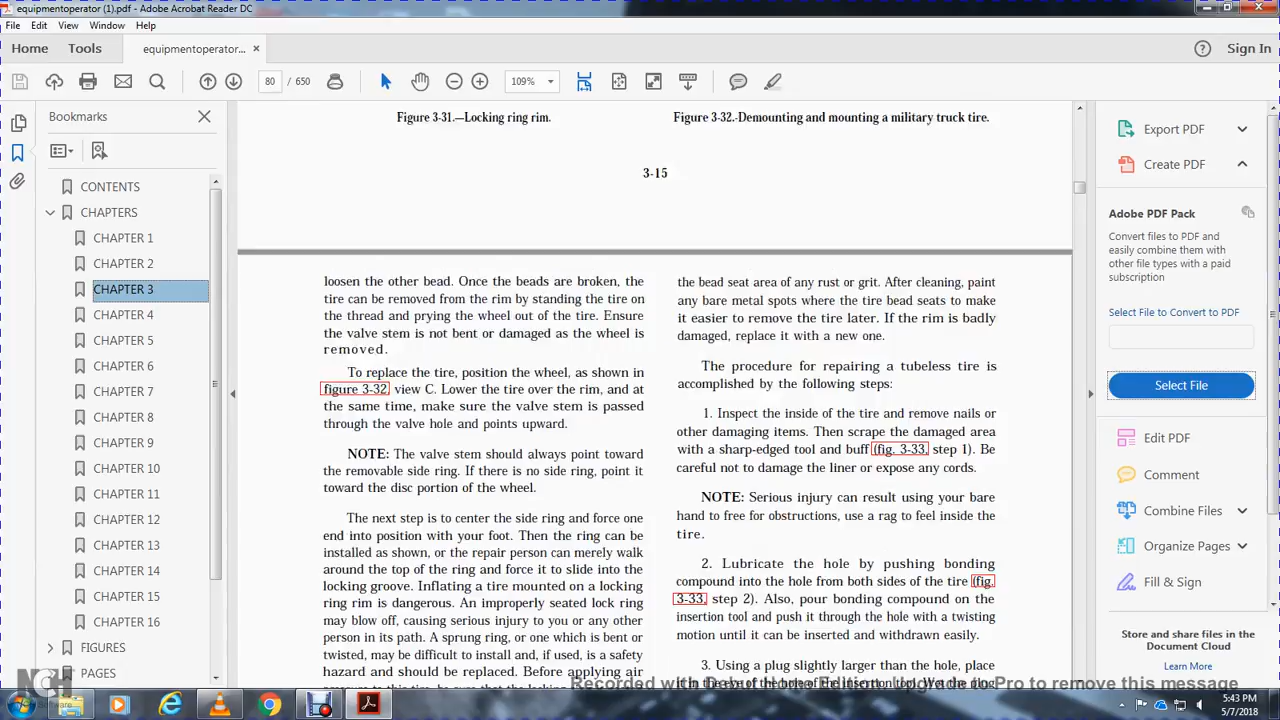 equipmentoperator (1).pdf - Adobe Acrobat Reader DC
File Edit View Window Help
Home Tools equipmentoperator... × Sign In
80 / 650 109%
Bookmarks
CONTENTS
CHAPTERS
CHAPTER 1
CHAPTER 2
CHAPTER 3
CHAPTER 4
CHAPTER 5
CHAPTER 6
CHAPTER 7
CHAPTER 8
CHAPTER 9
CHAPTER 10
CHAPTER 11
CHAPTER 12
CHAPTER 13
CHAPTER 14
CHAPTER 15
CHAPTER 16
FIGURES
PAGES
Figure 3-31.—Locking ring rim.
Figure 3-32.-Demounting and mounting a military truck tire.
3-15
loosen the other bead. Once the beads are broken, the
tire can be removed from the rim by standing the tire on
the thread and prying the wheel out of the tire. Ensure
the valve stem is not bent or damaged as the wheel is
removed.
To replace the tire, position the wheel, as shown in
figure 3-32, view C. Lower the tire over the rim, and at
the same time, make sure the valve stem is passed
through the valve hole and points upward.
NOTE: The valve stem should always point toward
the removable side ring. If there is no side ring, point it
toward the disc portion of the wheel.
The next step is to center the side ring and force one
end into position with your foot. Then the ring can be
installed as shown, or the repair person can merely walk
around the top of the ring and force it to slide into the
locking groove. Inflating a tire mounted on a locking
ring rim is dangerous. An improperly seated lock ring
may blow off, causing serious injury to you or any other
person in its path. A sprung ring, or one which is bent or
twisted, may be difficult to install and, if used, is a safety
hazard and should be replaced. Before applying air
the bead seat area of any rust or grit. After cleaning, paint
any bare metal spots where the tire bead seats to make
it easier to remove the tire later. If the rim is badly
damaged, replace it with a new one.
The procedure for repairing a tubeless tire is
accomplished by the following steps:
1. Inspect the inside of the tire and remove nails or
other damaging items. Then scrape the damaged area
with a sharp-edged tool and buff (fig. 3-33, step 1). Be
careful not to damage the liner or expose any cords.
NOTE: Serious injury can result using your bare
hand to free for obstructions, use a rag to feel inside the
tire.
2. Lubricate the hole by pushing bonding
compound into the hole from both sides of the tire (fig.
3-33, step 2). Also, pour bonding compound on the
insertion tool and push it through the hole with a twisting
motion until it can be inserted and withdrawn easily.
3. Using a plug slightly larger than the hole, place
it in the eye of the hole of the insertion tool. Wet the plug
Export PDF
Create PDF
Adobe PDF Pack
Convert files to PDF and
easily combine them with
other file types with a paid
subscription
Select File to Convert to PDF
Select File
Edit PDF
Comment
Combine Files
Organize Pages
Fill & Sign
Store and share files in the
Document Cloud
Learn More
NCH
Software
Recorded with Pro to remove this message
5:43 PM
5/7/2018